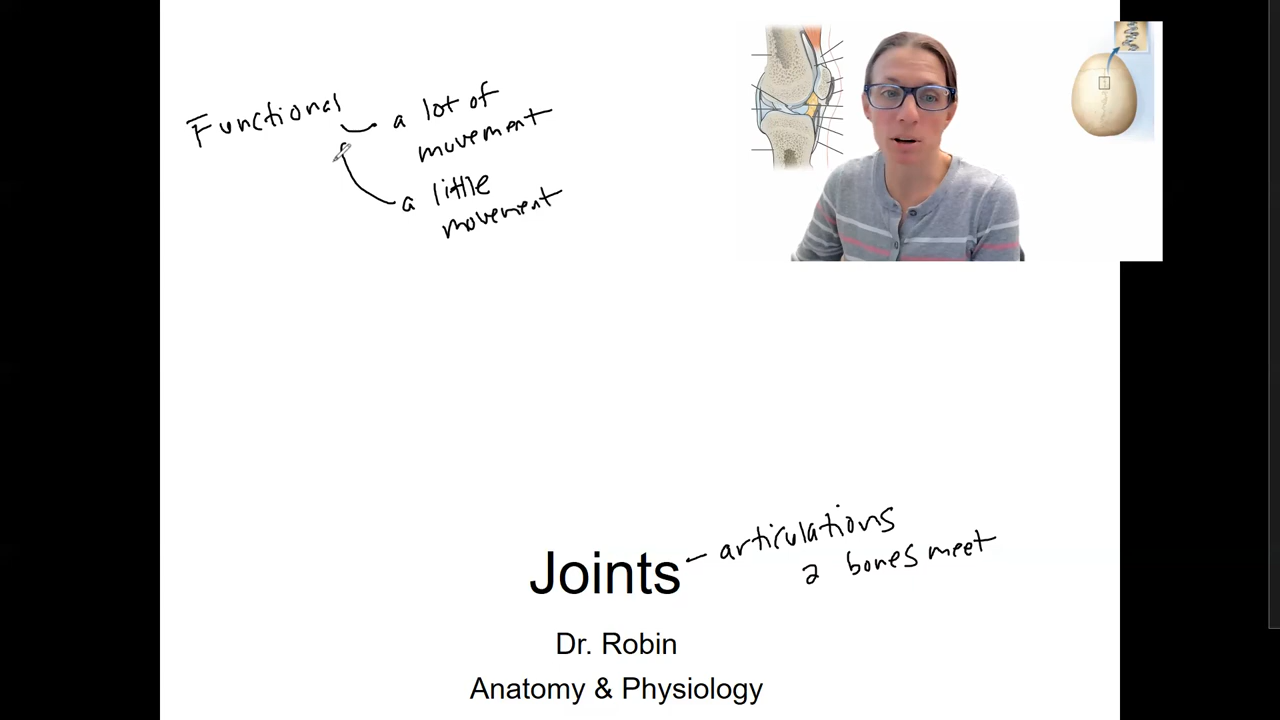 Functional
a lot of
movement
a little
movement
Joints
articulations
2 bones meet
Dr. Robin
Anatomy & Physiology